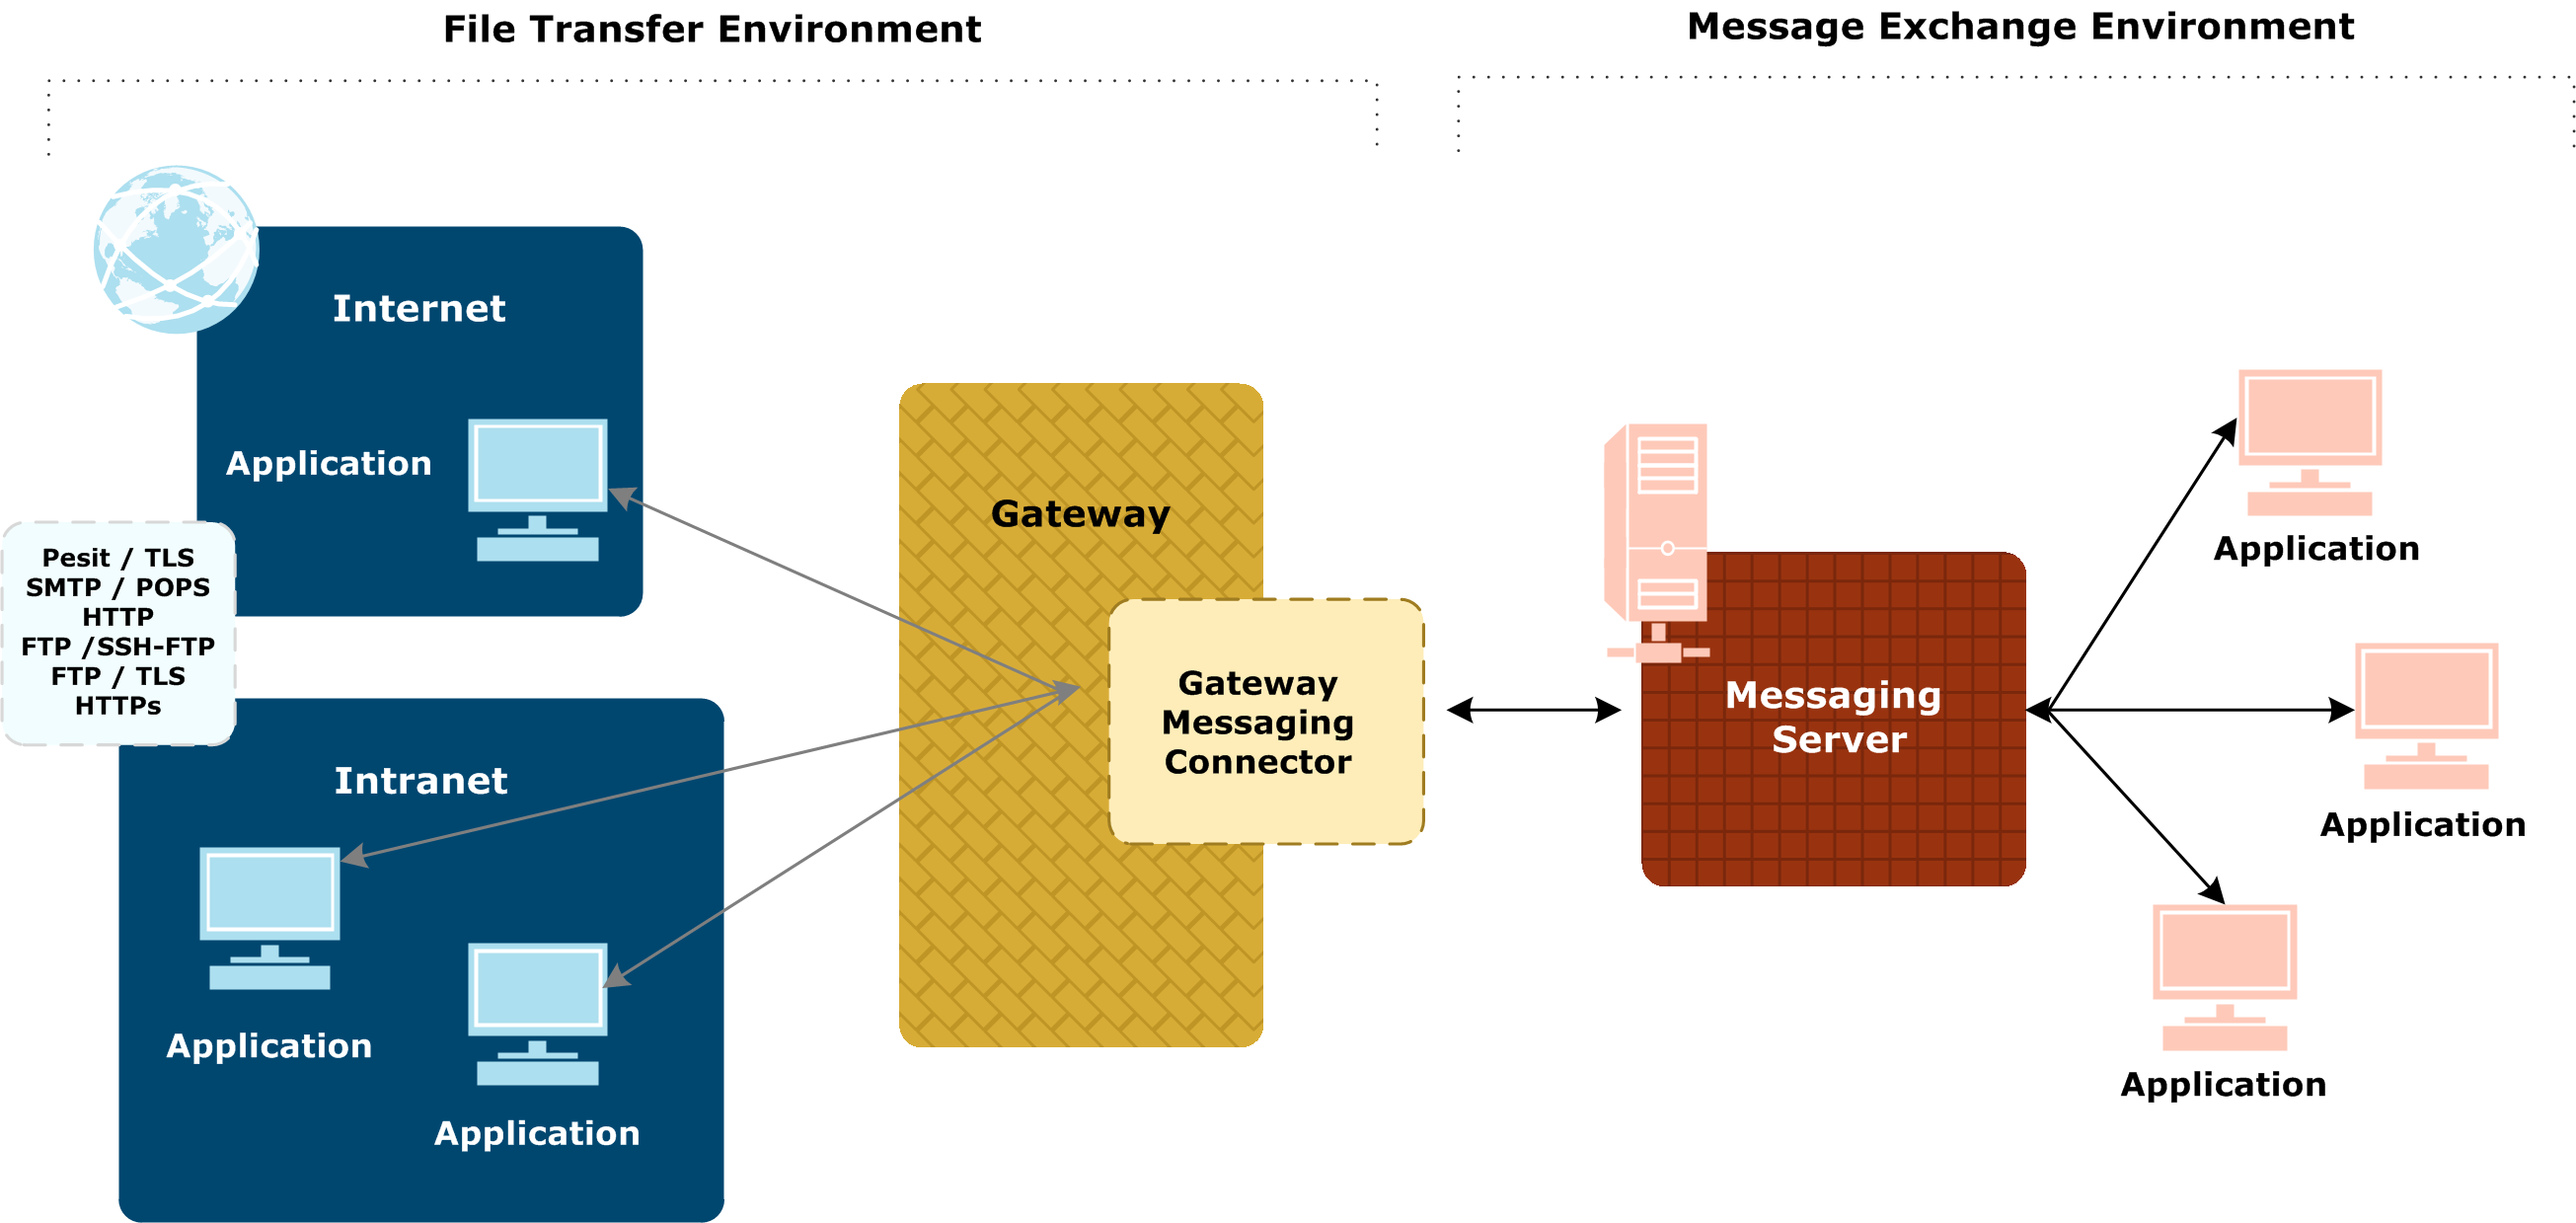 File Transfer Environment
Message Exchange Environment
Internet
Application
Pesit / TLS
SMTP / POPS
HTTP
FTP /SSH-FTP
FTP / TLS
HTTPs
Intranet
Application
Application
Gateway
Gateway
Messaging
Connector
Messaging
Server
Application
Application
Application